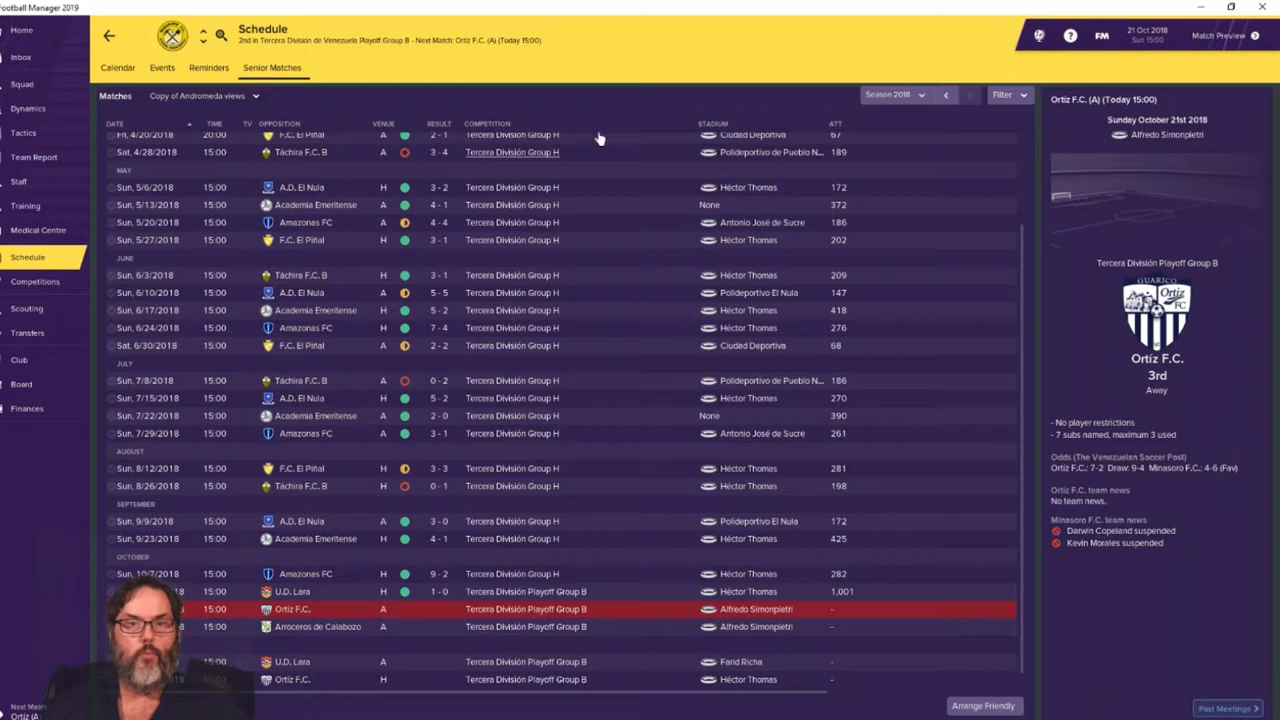 Football Manager 2019
Home
Inbox
Squad
Dynamics
Tactics
Team Report
Staff
Training
Medical Centre
Schedule
Competitions
Scouting
Transfers
Club
Board
Finances
Next Match:
Ortíz (A)
Schedule
2nd in Tercera División de Venezuela Playoff Group B - Next Match: Ortíz F.C. (A) (Today 15:00)
FM
21 Oct 2018
Sun 15:00
Match Preview
Calendar Events Reminders Senior Matches
Matches Copy of Andromeda views Season 2018 Filter
DATE TIME TV OPPOSITION VENUE RESULT COMPETITION STADIUM ATT
Fri, 4/20/2018 20:00 F.C. El Piñal A 2-1 Tercera División Group H Ciudad Deportiva 67
Sat, 4/28/2018 15:00 Táchira F.C. B A 3-4 Tercera División Group H Polideportivo de Pueblo N... 189
MAY
Sun, 5/6/2018 15:00 A.D. El Nula H 3-2 Tercera División Group H Héctor Thomas 172
Sun, 5/13/2018 15:00 Academia Emeritense A 4-1 Tercera División Group H None 372
Sun, 5/20/2018 15:00 Amazonas FC A 4-4 Tercera División Group H Antonio José de Sucre 186
Sun, 5/27/2018 15:00 F.C. El Piñal H 3-1 Tercera División Group H Héctor Thomas 202
JUNE
Sun, 6/3/2018 15:00 Táchira F.C. B H 3-1 Tercera División Group H Héctor Thomas 209
Sun, 6/10/2018 15:00 A.D. El Nula A 5-5 Tercera División Group H Polideportivo El Nula 147
Sun, 6/17/2018 15:00 Academia Emeritense H 5-2 Tercera División Group H Héctor Thomas 418
Sun, 6/24/2018 15:00 Amazonas FC H 7-4 Tercera División Group H Héctor Thomas 276
Sat, 6/30/2018 15:00 F.C. El Piñal A 2-2 Tercera División Group H Ciudad Deportiva 68
JULY
Sun, 7/8/2018 15:00 Táchira F.C. B A 0-2 Tercera División Group H Polideportivo de Pueblo N... 186
Sun, 7/15/2018 15:00 A.D. El Nula H 5-2 Tercera División Group H Héctor Thomas 270
Sun, 7/22/2018 15:00 Academia Emeritense A 2-0 Tercera División Group H None 390
Sun, 7/29/2018 15:00 Amazonas FC A 3-1 Tercera División Group H Antonio José de Sucre 261
AUGUST
Sun, 8/12/2018 15:00 F.C. El Piñal H 3-3 Tercera División Group H Héctor Thomas 281
Sun, 8/26/2018 15:00 Táchira F.C. B H 0-1 Tercera División Group H Héctor Thomas 198
SEPTEMBER
Sun, 9/9/2018 15:00 A.D. El Nula A 3-0 Tercera División Group H Polideportivo El Nula 172
Sun, 9/23/2018 15:00 Academia Emeritense H 4-1 Tercera División Group H Héctor Thomas 425
OCTOBER
Sun, 10/7/2018 15:00 Amazonas FC H 9-2 Tercera División Group H Héctor Thomas 282
2018 15:00 U.D. Lara H 1-0 Tercera División Playoff Group B Héctor Thomas 1,001
15:00 Ortíz F.C. A Tercera División Playoff Group B Alfredo Simonpietri -
15:00 Arroceros de Calabozo A Tercera División Playoff Group B Alfredo Simonpietri -
15:00 U.D. Lara A Tercera División Playoff Group B Farid Richa -
15:00 Ortíz F.C. H Tercera División Playoff Group B Héctor Thomas -
Arrange Friendly
Ortíz F.C. (A) (Today 15:00)
Sunday October 21st 2018
Alfredo Simonpietri
Tercera División Playoff Group B
GUARICO
Ortiz
FC
Ortíz F.C.
3rd
Away
- No player restrictions
- 7 subs named, maximum 3 used
Odds (The Venezuelan Soccer Post)
Ortíz F.C.: 7-2 Draw: 9-4 Minasoro F.C.: 4-6 (Fav)
Ortíz F.C. team news
No team news.
Minasoro F.C. team news
Darwin Copeland suspended
Kevin Morales suspended
Past Meetings